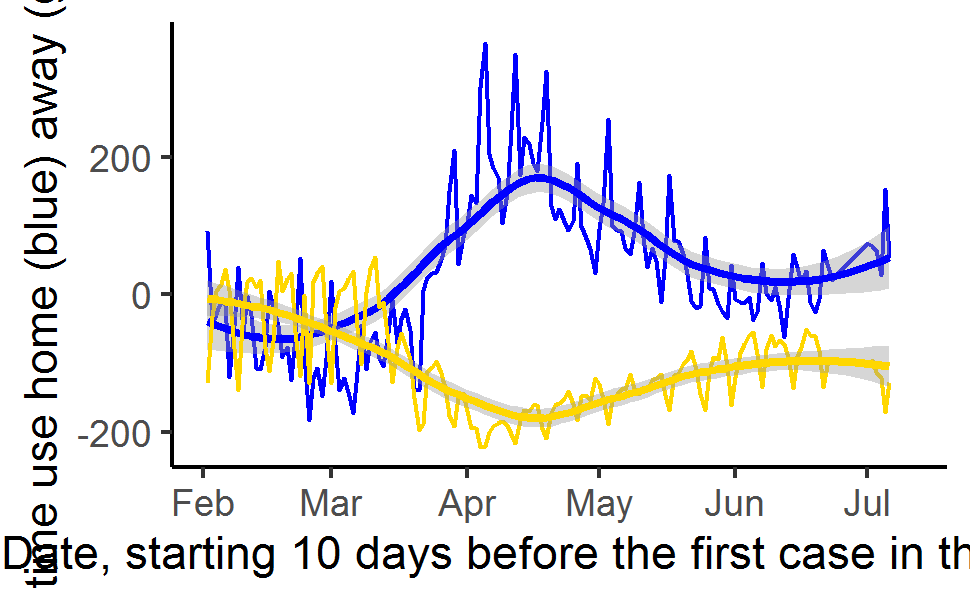 time use home (blue) away (
200
0
-200
Feb Mar Apr May Jun Jul
Date, starting 10 days before the first case in th